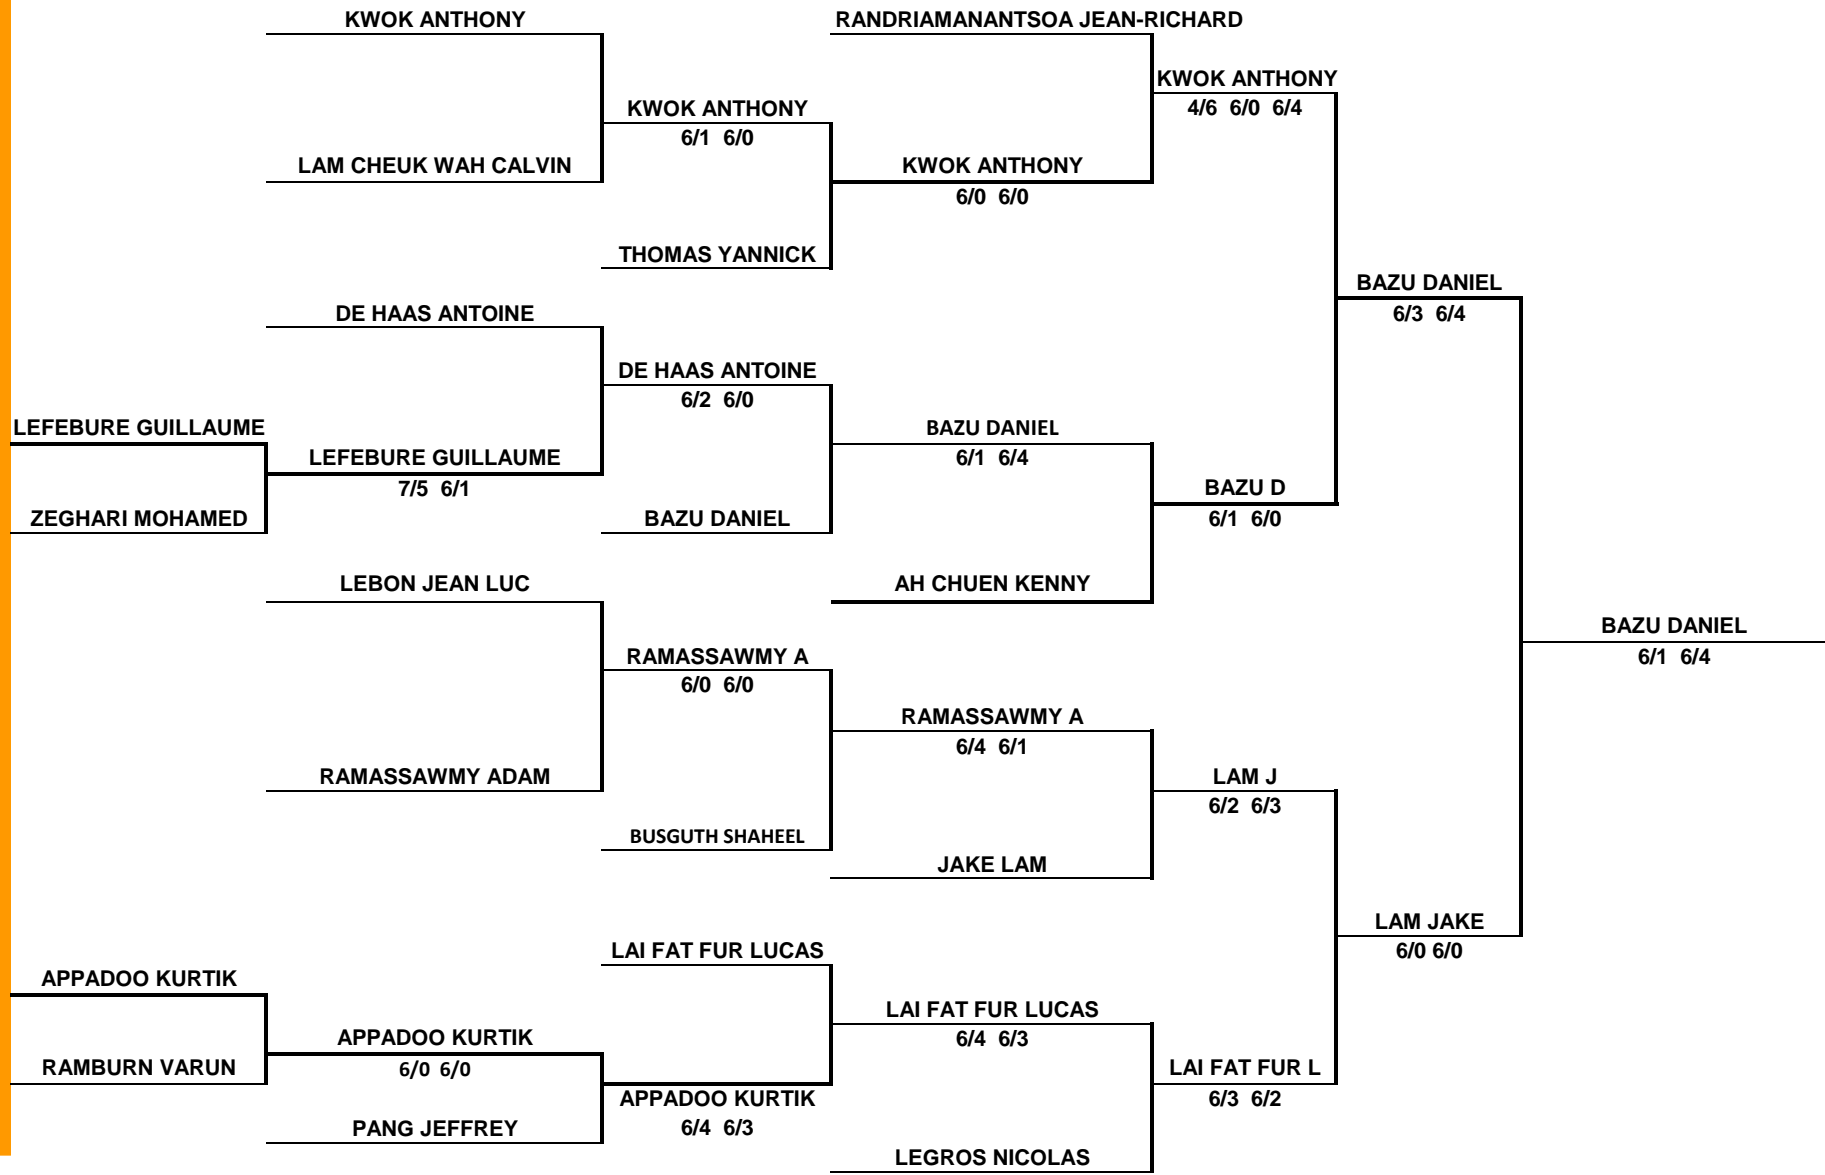 KWOK ANTHONY
RANDRIAMANANTSOA JEAN-RICHARD
KWOK ANTHONY
4/6 6/0 6/4
KWOK ANTHONY
6/1 6/0
LAM CHEUK WAH CALVIN
KWOK ANTHONY
6/0 6/0
THOMAS YANNICK
BAZU DANIEL
6/3 6/4
DE HAAS ANTOINE
DE HAAS ANTOINE
6/2 6/0
LEFEBURE GUILLAUME
BAZU DANIEL
6/1 6/4
LEFEBURE GUILLAUME
7/5 6/1
BAZU D
6/1 6/0
ZEGHARI MOHAMED
BAZU DANIEL
LEBON JEAN LUC
AH CHUEN KENNY
BAZU DANIEL
6/1 6/4
RAMASSAWMY A
6/0 6/0
RAMASSAWMY A
6/4 6/1
RAMASSAWMY ADAM
LAM J
6/2 6/3
BUSGUTH SHAHEEL
JAKE LAM
LAM JAKE
6/0 6/0
LAI FAT FUR LUCAS
APPADOO KURTIK
LAI FAT FUR LUCAS
6/4 6/3
APPADOO KURTIK
6/0 6/0
RAMBURN VARUN
LAI FAT FUR L
6/3 6/2
APPADOO KURTIK
6/4 6/3
PANG JEFFREY
LEGROS NICOLAS